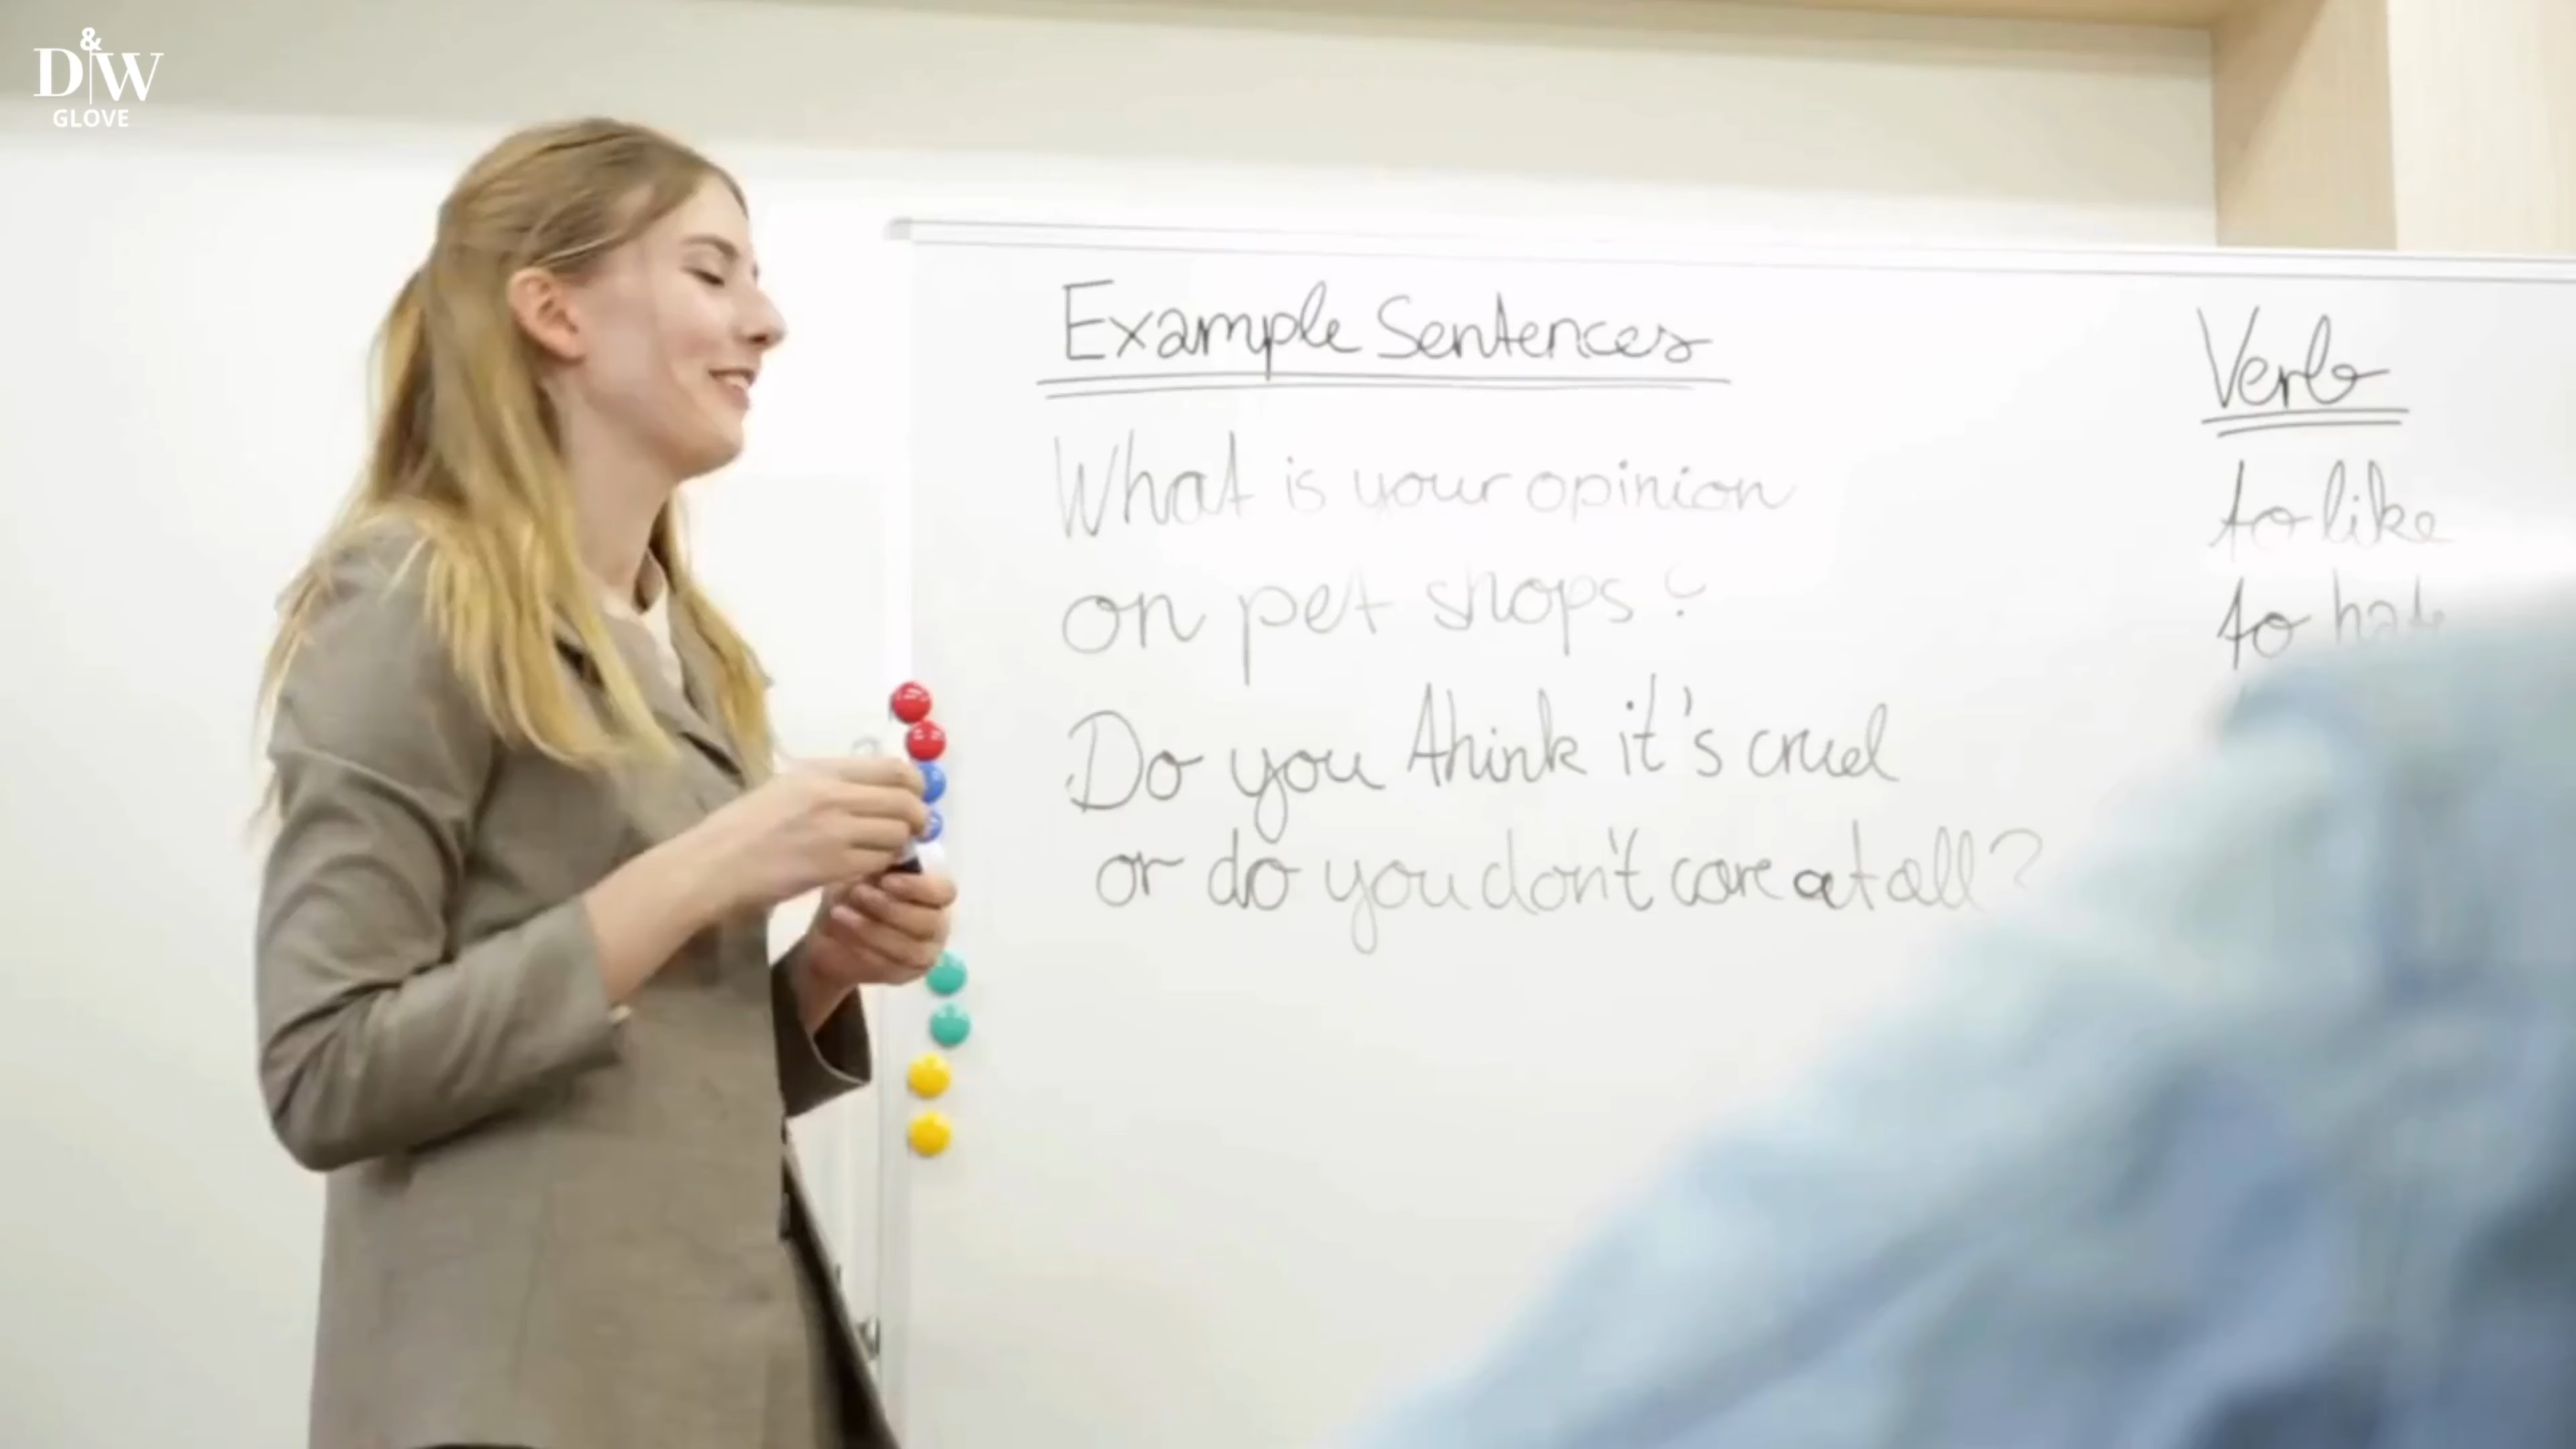 D&W
GLOVE
Example Sentences
What is your opinion
on pet shops?
Do you think it's cruel
or do you don't care at all?
Verb
to like
to hate